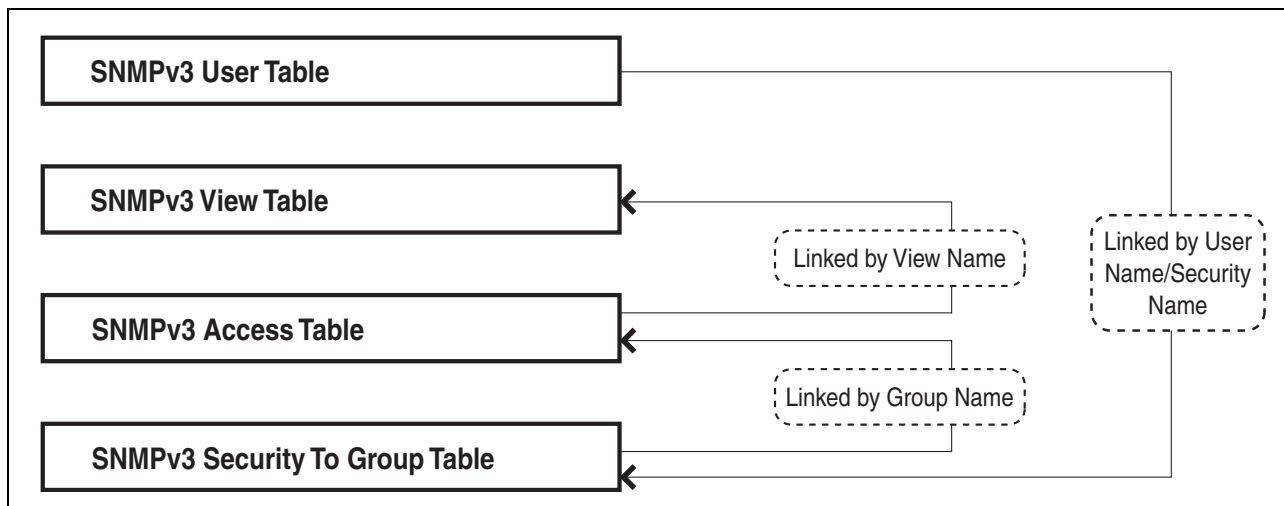 SNMPv3 User Table
SNMPv3 View Table
Linked by View Name
Linked by User
Name/Security
Name
SNMPv3 Access Table
Linked by Group Name
SNMPv3 Security To Group Table